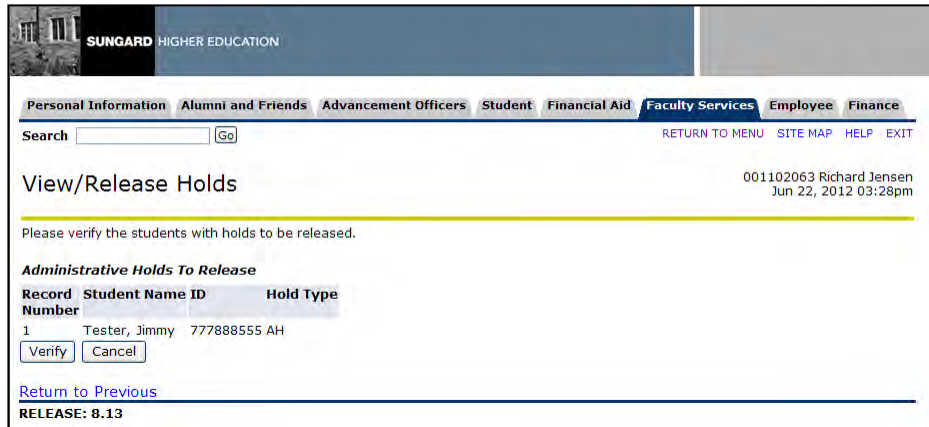 SUNGARD HIGHER EDUCATION
Personal Information Alumni and Friends Advancement Officers Student Financial Aid Faculty Services Employee Finance
Search Go RETURN TO MENU SITE MAP HELP EXIT
View/Release Holds
001102063 Richard Jensen
Jun 22, 2012 03:28pm
Please verify the students with holds to be released.
Administrative Holds To Release
Record Number Student Name ID Hold Type
1 Tester, Jimmy 777888555 AH
Verify Cancel
Return to Previous
RELEASE: 8.13